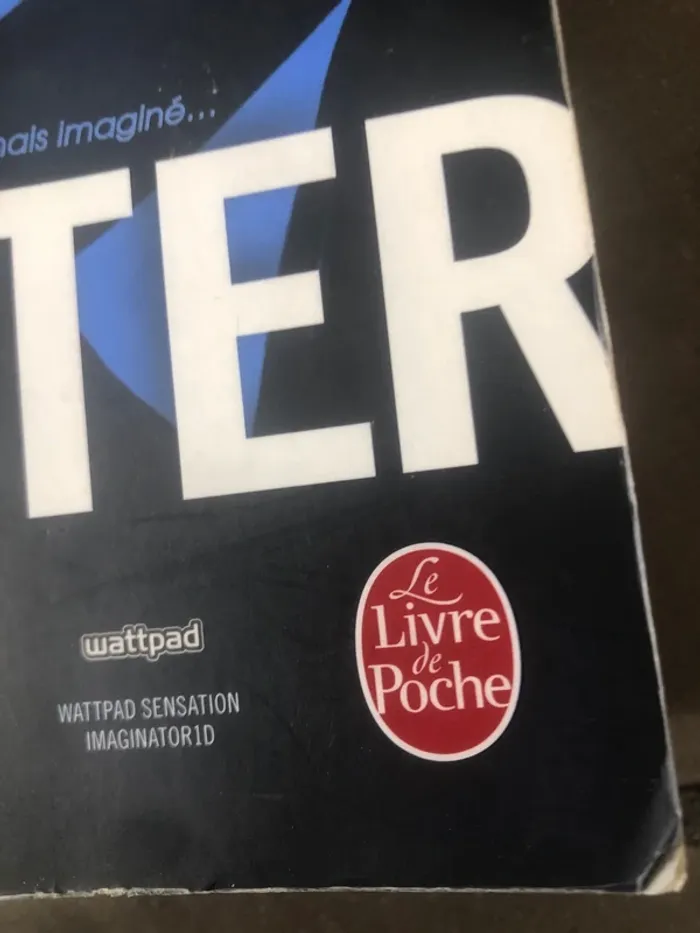 mais imaginé...
TER
wattpad
WATTPAD SENSATION
IMAGINATOR1D
Le
Livre
de
Poche